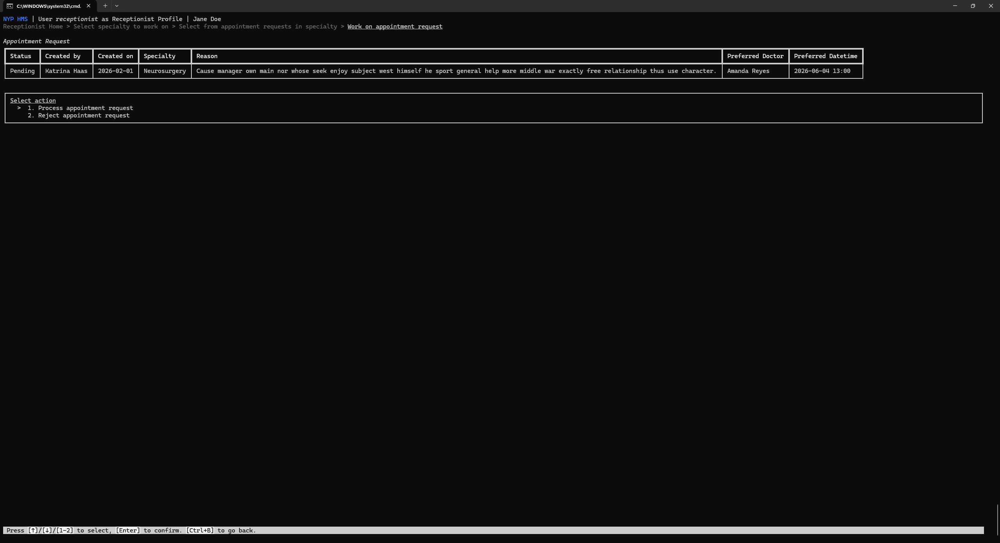 C:\WINDOWS\system32\cmd.
NYP HMS | User receptionist as Receptionist Profile | Jane Doe
Receptionist Home > Select specialty to work on > Select from appointment requests in specialty > Work on appointment request
Appointment Request
Status Created by Created on Specialty Reason Preferred Doctor Preferred Datetime
Pending Katrina Haas 2026-02-01 Neurosurgery Cause manager own main nor whose seek enjoy subject west himself he sport general help more middle war exactly free relationship thus use character. Amanda Reyes 2026-06-04 13:00
Select action
> 1. Process appointment request
2. Reject appointment request
Press [↑]/[↓]/[1-2] to select, [Enter] to confirm. [Ctrl+B] to go back.